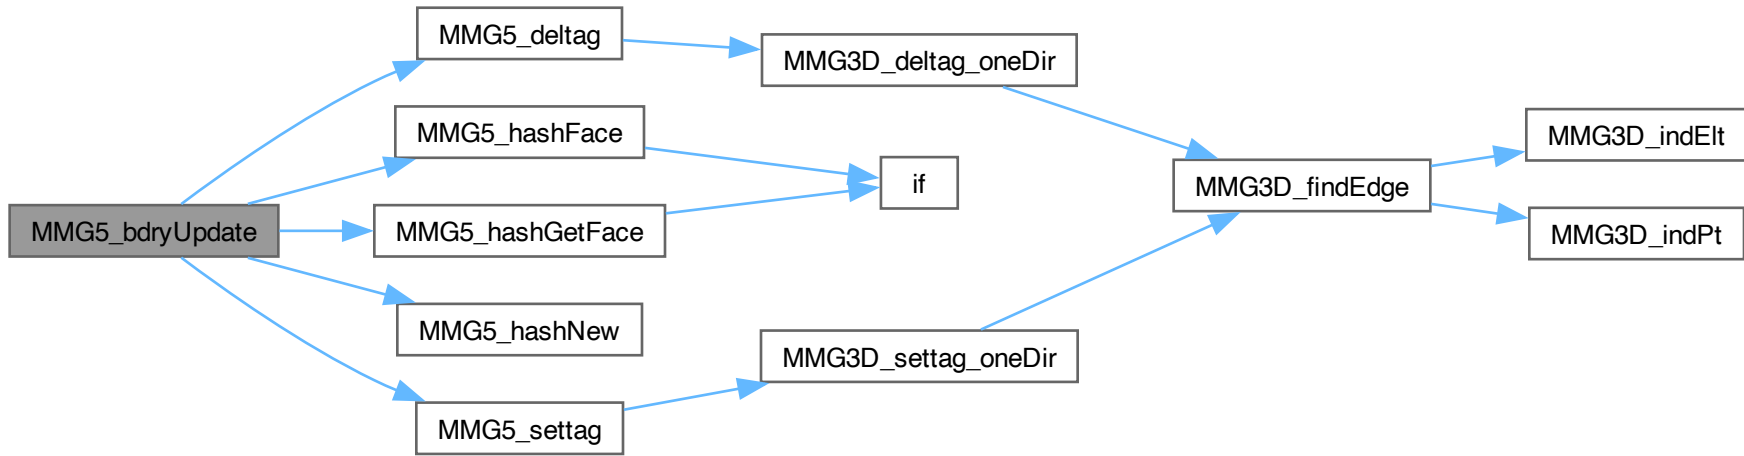 MMG5_bdryUpdate
MMG5_deltag
MMG5_hashFace
MMG5_hashGetFace
MMG5_hashNew
MMG5_settag
MMG3D_deltag_oneDir
if
MMG3D_settag_oneDir
MMG3D_findEdge
MMG3D_indElt
MMG3D_indPt